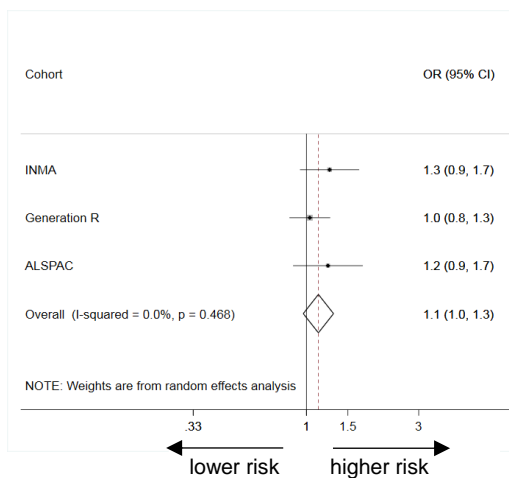 Cohort OR (95% CI)
INMA 1.3 (0.9, 1.7)
Generation R 1.0 (0.8, 1.3)
ALSPAC 1.2 (0.9, 1.7)
Overall (I-squared = 0.0%, p = 0.468) 1.1 (1.0, 1.3)
NOTE: Weights are from random effects analysis
.33 1 1.5 3
lower risk higher risk